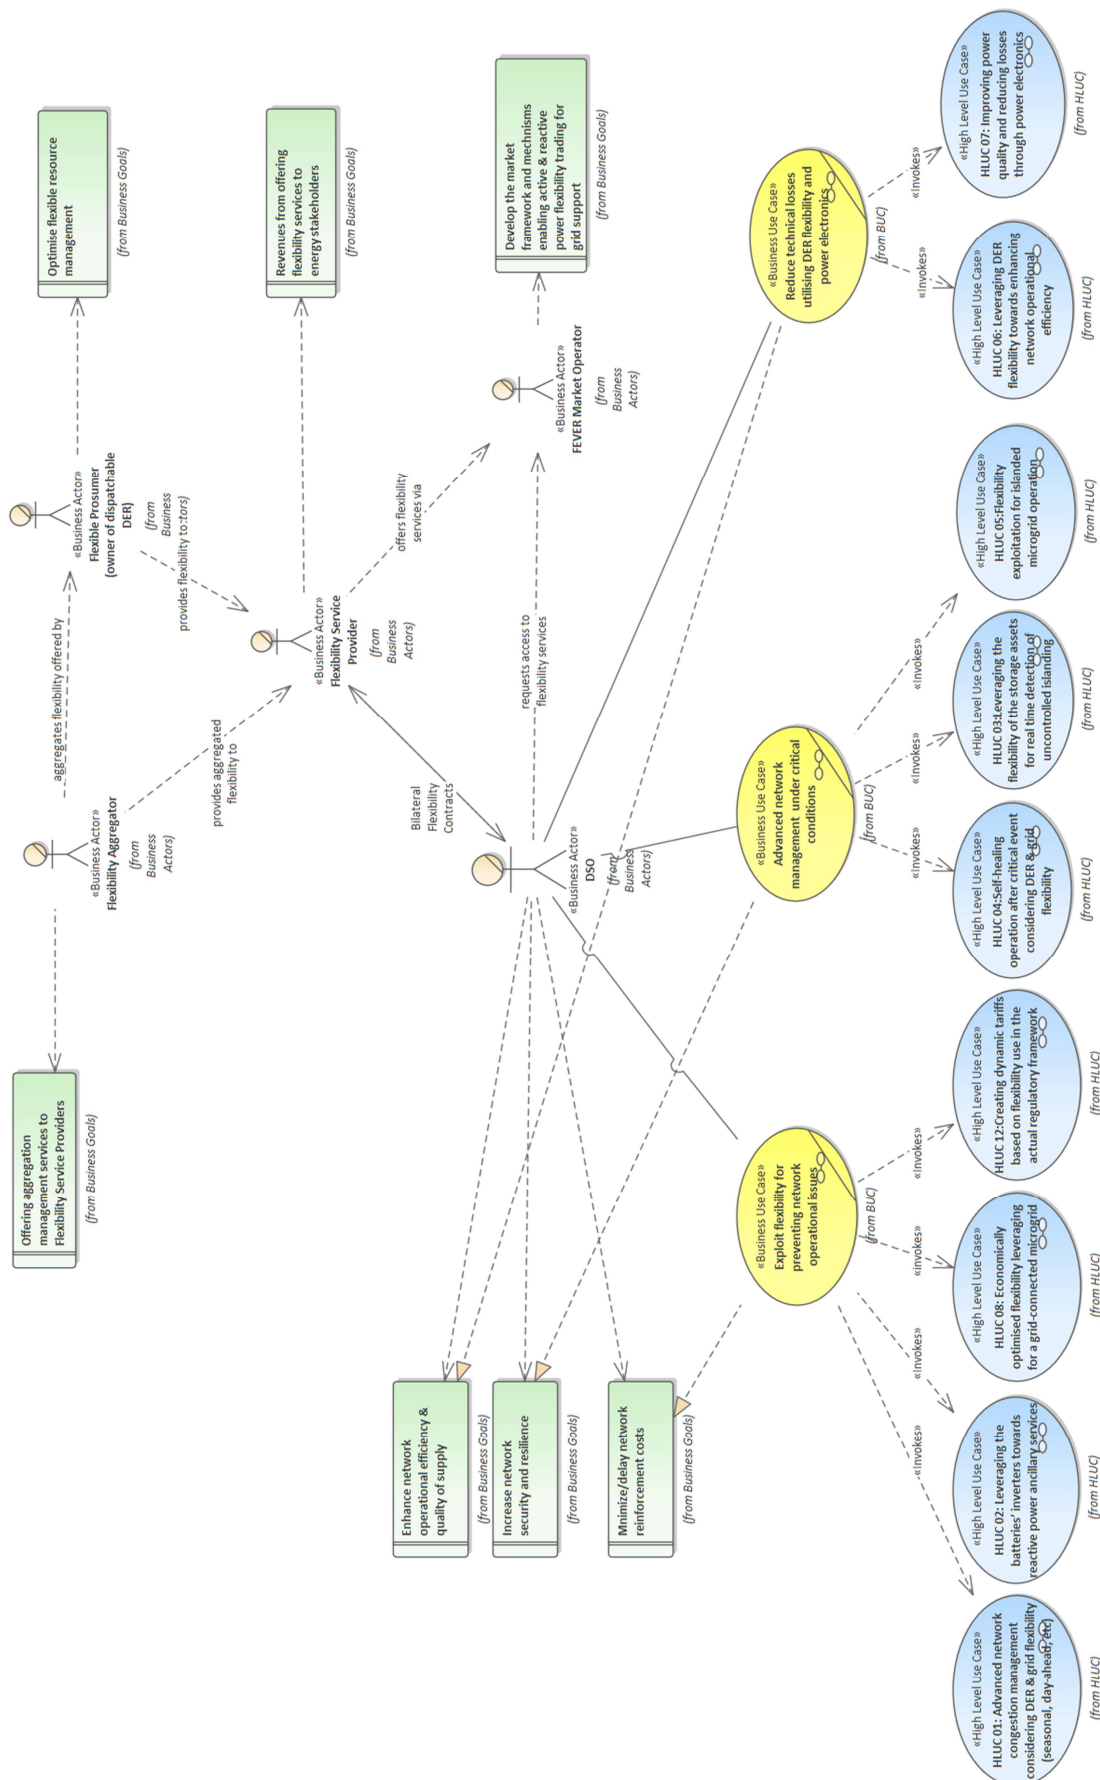 Offering aggregation
management services to
Flexibility Service Providers
(from Business Goals)
«Business Actor»
Flexibility Aggregator
(from
Business
Actors)
aggregates flexibility offered by
«Business Actor»
Flexible Prosumer
(owner of dispatchable
DER)
(from
Business
Actors)
Optimise flexible resource
management
(from Business Goals)
provides aggregated
flexibility to
provides flexibility to
«Business Actor»
Flexibility Service
Provider
(from
Business
Actors)
Revenues from offering
flexibility services to
energy stakeholders
(from Business Goals)
Bilateral
Flexibility
Contracts
offers flexibility
services via
«Business Actor»
FEVER Market Operator
(from
Business
Actors)
Develop the market
framework and mechnisms
enabling active & reactive
power flexibility trading for
grid support
(from Business Goals)
requests access to
flexibility services
«Business Actor»
DSO
(from
Business
Actors)
Enhance network
operational efficiency &
quality of supply
(from Business Goals)
Increase network
security and resilience
(from Business Goals)
Mnimize/delay network
reinforcement costs
(from Business Goals)
«Business Use Case»
Exploit flexibility for
preventing network
operational issues
(from BUC)
«Business Use Case»
Advanced network
management under critical
conditions
(from BUC)
«Business Use Case»
Reduce technical losses
utilising DER flexibility and
power electronics
(from BUC)
«Invokes»
«Invokes»
«invokes»
«Invokes»
«Invokes»
«Invokes»
«Invokes»
«Invokes»
«Invokes»
«High Level Use Case»
HLUC 01: Advanced network
congestion management
considering DER & grid flexibility
(seasonal, day-ahead, etc)
(from HLUC)
«High Level Use Case»
HLUC 02: Leveraging the
batteries' inverters towards
reactive power ancillary services
(from HLUC)
«High Level Use Case»
HLUC 08: Economically
optimised flexibility leveraging
for a grid-connected microgrid
(from HLUC)
«High Level Use Case»
HLUC 12:Creating dynamic tariffs
based on flexibility use in the
actual regulatory framework
(from HLUC)
«High Level Use Case»
HLUC 04:Self-healing
operation after critical event
considering DER & grid
flexibility
(from HLUC)
«High Level Use Case»
HLUC 03:Leveraging the
flexibility of the storage assets
for real time detection of
uncontrolled islanding
(from HLUC)
«High Level Use Case»
HLUC 05:Flexibility
exploitation for islanded
microgrid operation
(from HLUC)
«High Level Use Case»
HLUC 06: Leveraging DER
flexibility towards enhancing
network operational
efficiency
(from HLUC)
«High Level Use Case»
HLUC 07: Improving power
quality and reducing losses
through power electronics
(from HLUC)